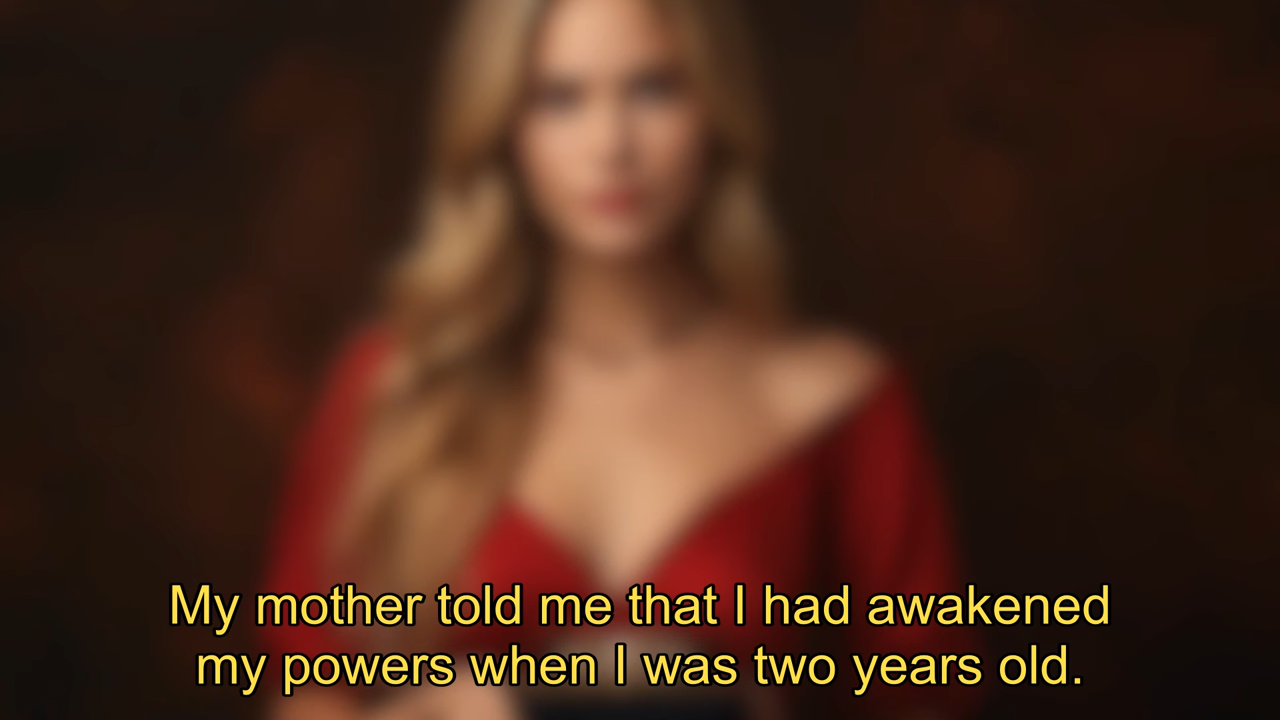 My mother told me that I had awakened
my powers when I was two years old.